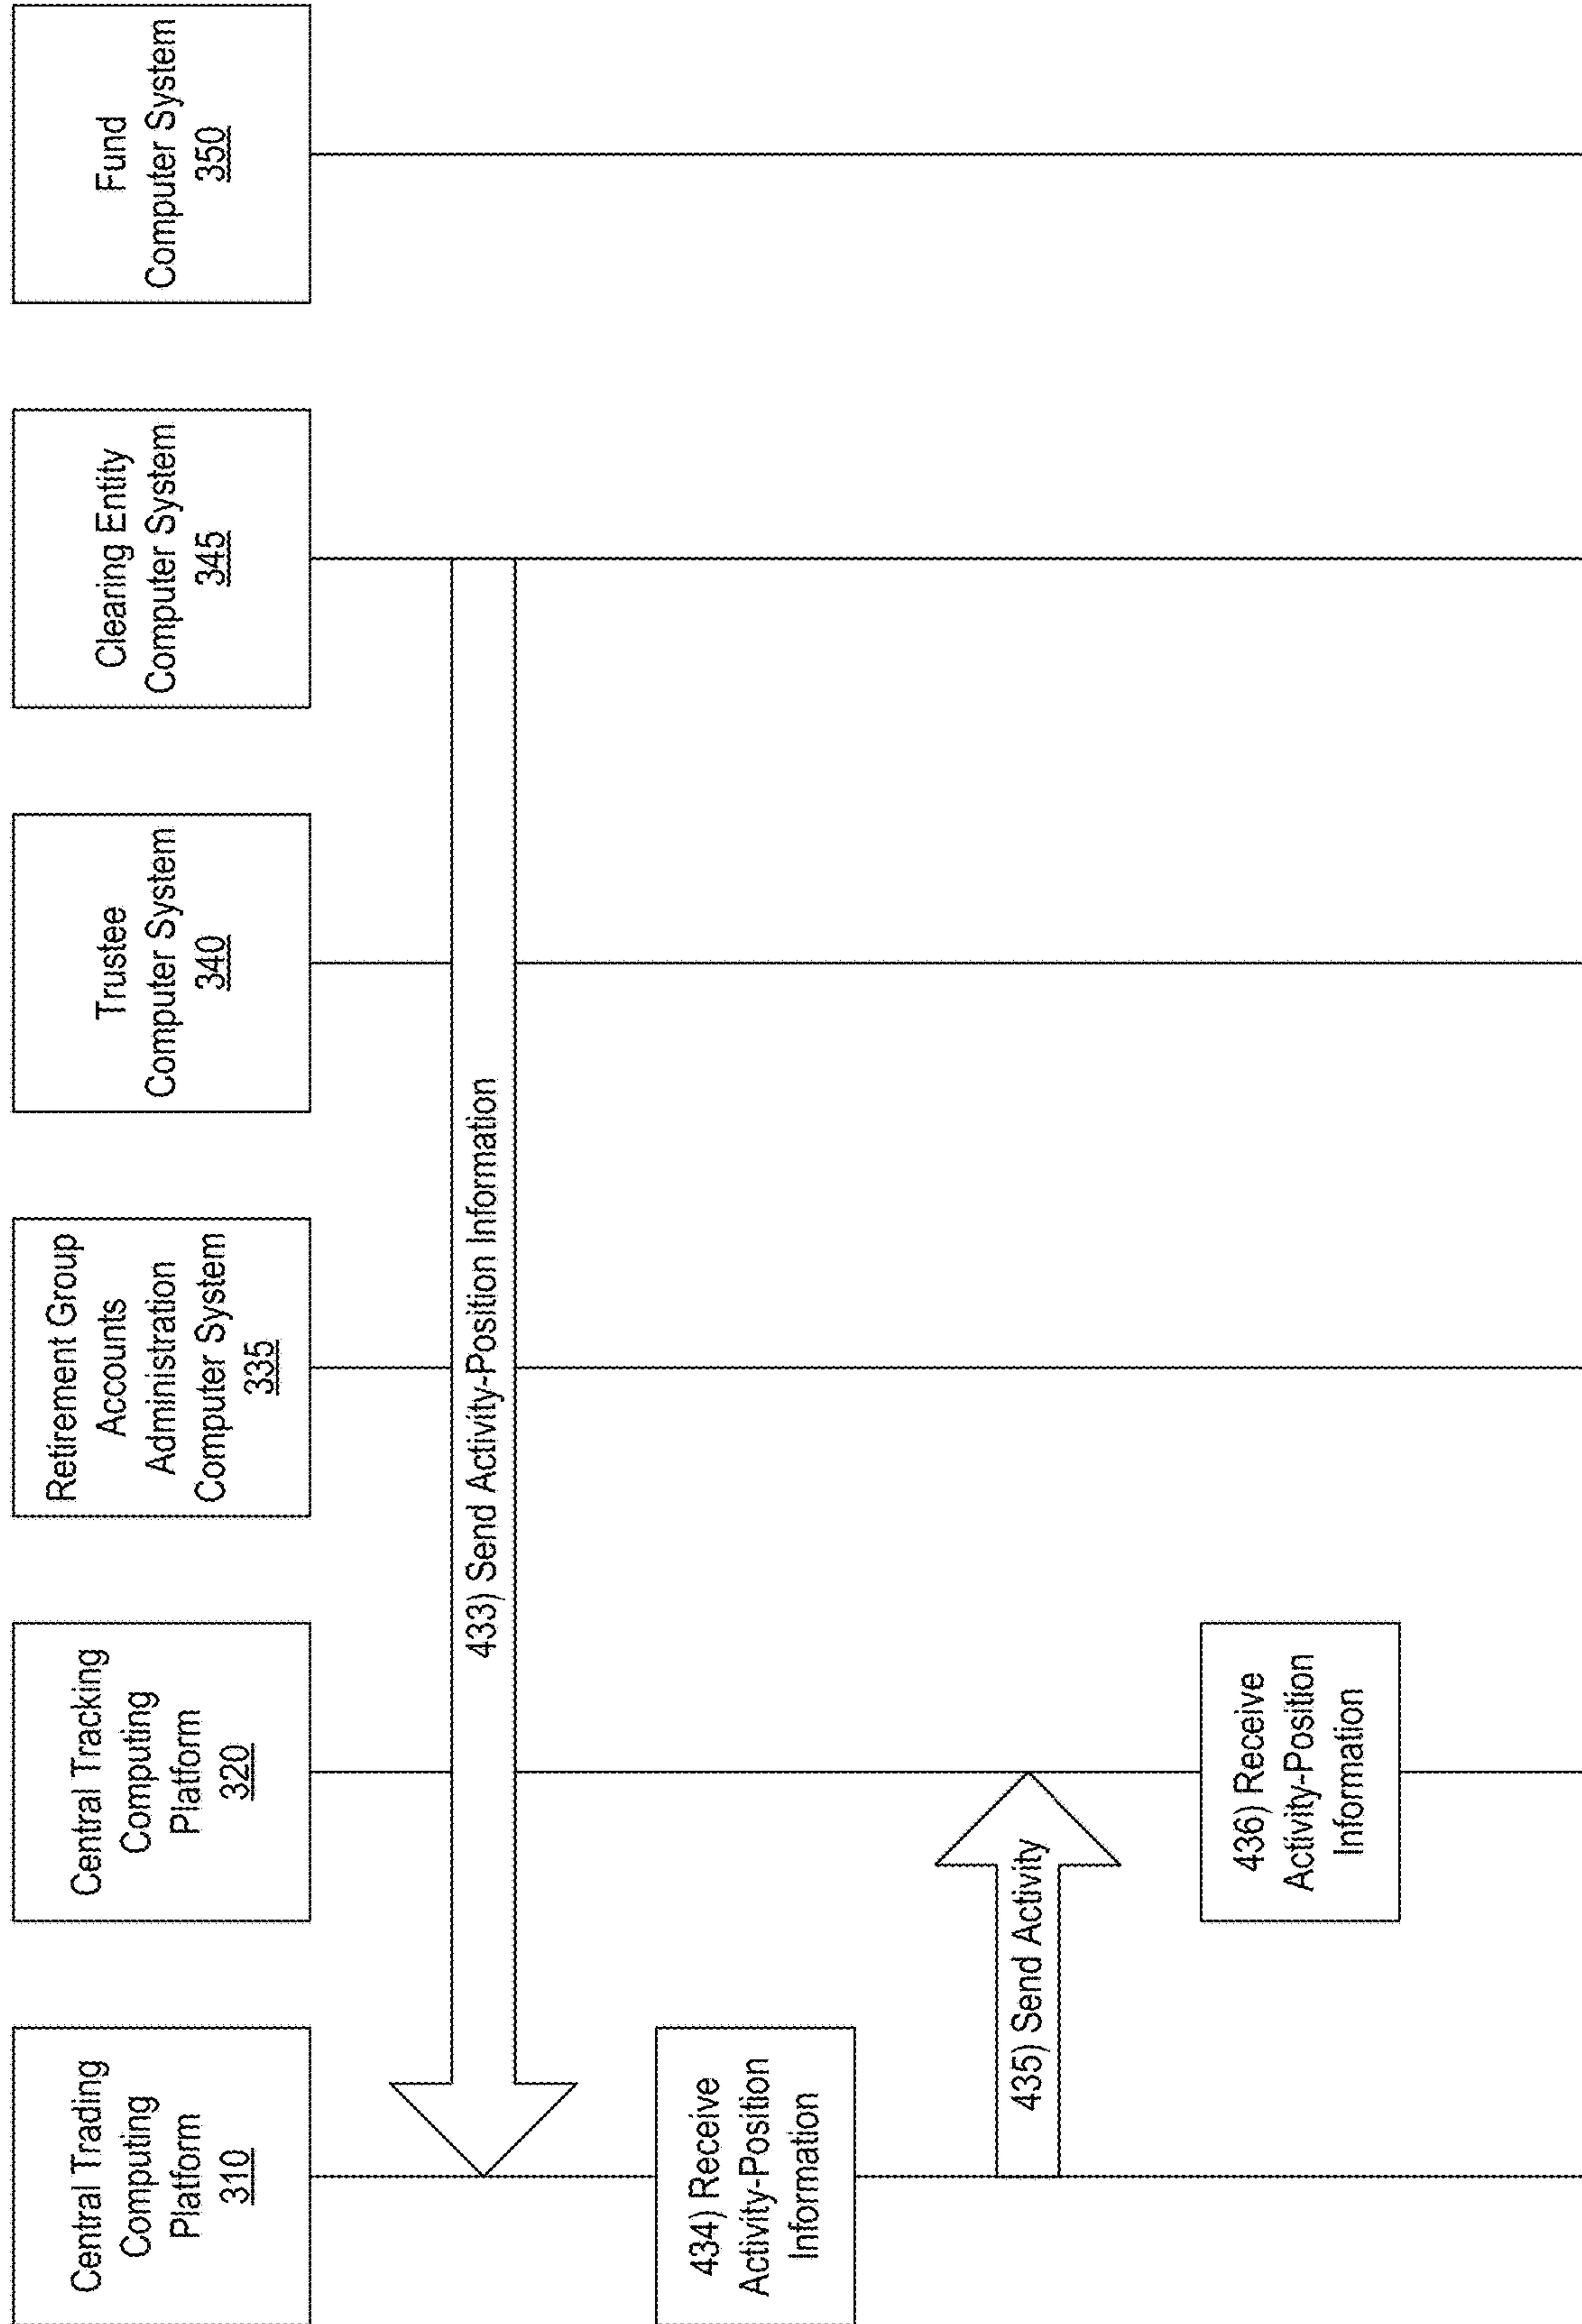 Central Trading
Computing
Platform
310
Central Tracking
Computing
Platform
320
Retirement Group
Accounts
Administration
Computer System
335
Trustee
Computer System
340
Clearing Entity
Computer System
345
Fund
Computer System
350
433) Send Activity-Position Information
434) Receive
Activity-Position
Information
435) Send Activity
436) Receive
Activity-Position
Information